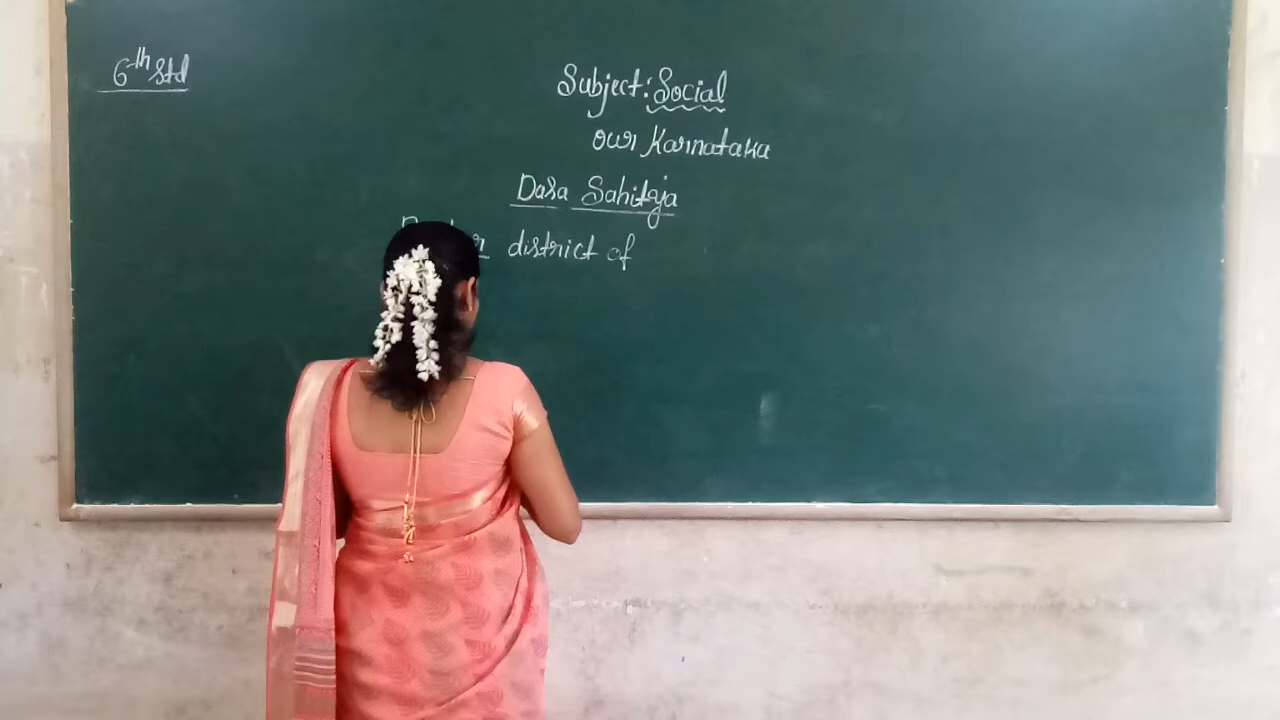 6th Std
Subject: Social
our Karnataka
Dasa Sahitya
district of